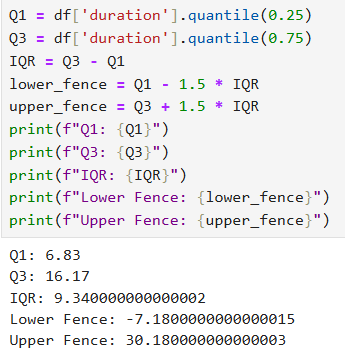 Q1 = df['duration'].quantile(0.25)
Q3 = df['duration'].quantile(0.75)
IQR = Q3 - Q1
lower_fence = Q1 - 1.5 * IQR
upper_fence = Q3 + 1.5 * IQR
print(f"Q1: {Q1}")
print(f"Q3: {Q3}")
print(f"IQR: {IQR}")
print(f"Lower Fence: {lower_fence}")
print(f"Upper Fence: {upper_fence}")
Q1: 6.83
Q3: 16.17
IQR: 9.340000000000002
Lower Fence: -7.1800000000000015
Upper Fence: 30.180000000000003